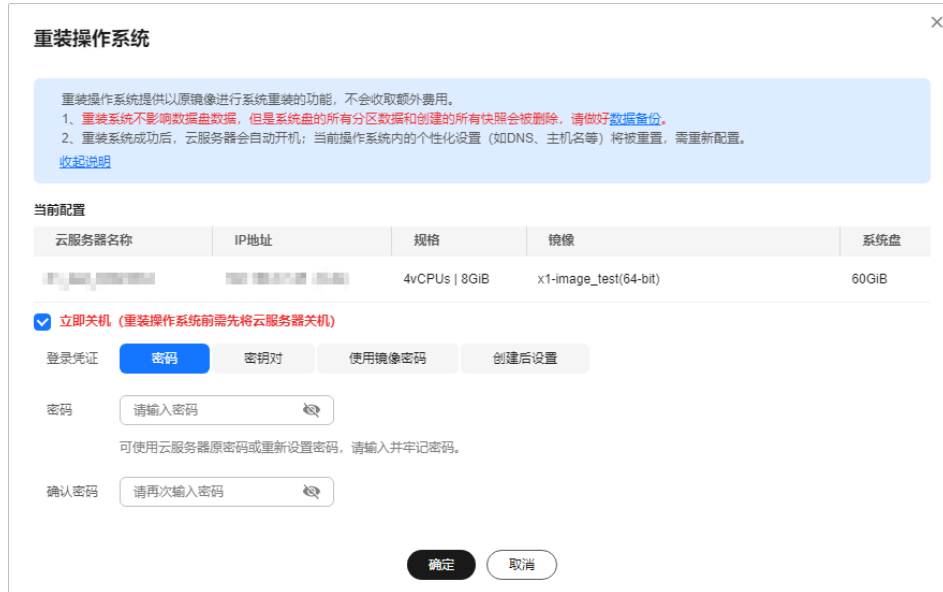 重装操作系统
重装操作系统提供以原镜像进行系统重装的功能，不会收取额外费用。
1、重装系统不影响数据盘数据，但是系统盘的所有分区数据和创建的所有快照会被删除，请做好数据备份。
2、重装系统成功后，云服务器会自动开机；当前操作系统内的个性化设置（如DNS、主机名等）将被重置，需重新配置。
收起说明
当前配置
云服务器名称 IP地址 规格 镜像 系统盘
4vCPUs | 8GiB x1-image_test(64-bit) 60GiB
立即关机（重装操作系统前需先将云服务器关机）
登录凭证 密码 密钥对 使用镜像密码 创建后设置
密码 请输入密码
可使用云服务器原密码或重新设置密码，请输入并牢记密码。
确认密码 请再次输入密码
确定 取消